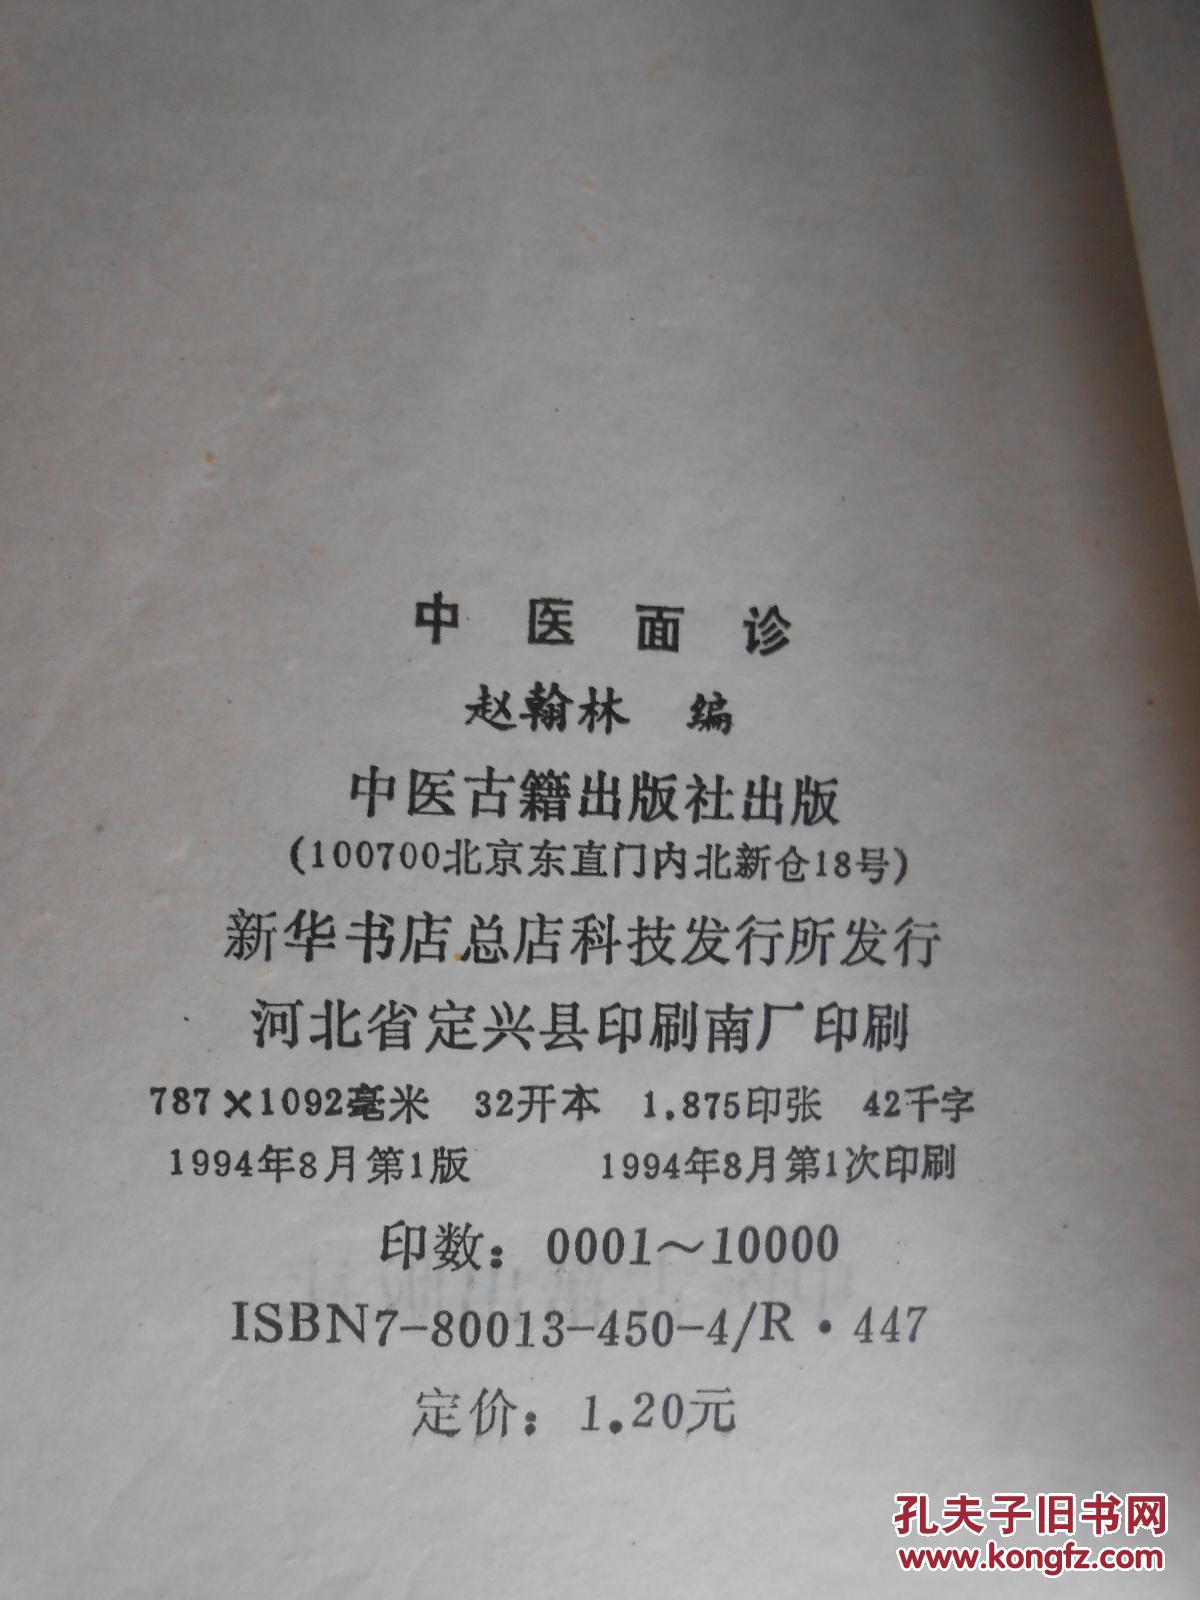 中医面诊
赵翰林 编
中医古籍出版社出版
(100700北京东直门内北新仓18号)
新华书店总店科技发行所发行
河北省定兴县印刷南厂印刷
787×1092毫米 32开本 1.875印张 42千字
1994年8月第1版 1994年8月第1次印刷
印数：0001～10000
ISBN7-80013-450-4/R·447
定价：1.20元
孔夫子旧书网
www.kongfz.com